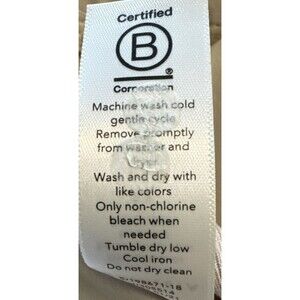 Certified
B
®
Corporation
Machine wash cold
gentle cycle
Remove promptly
from washer and
dryer
Wash and dry with
like colors
Only non-chlorine
bleach when
needed
Tumble dry low
Cool iron
Do not dry clean